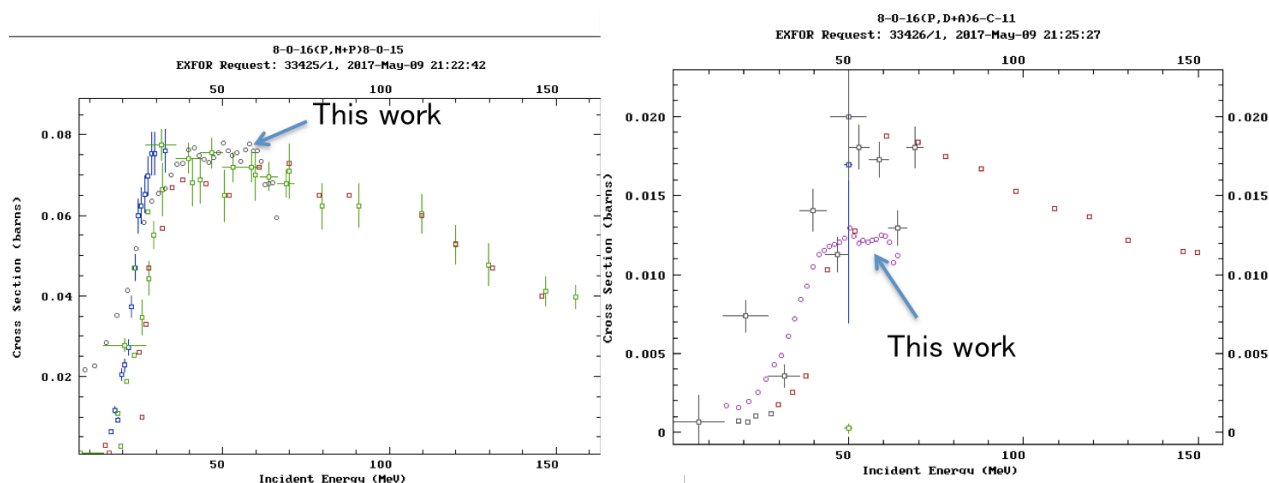 8-O-16(P,N+P)8-O-15
EXFOR Request: 33425/1, 2017-May-09 21:22:42
50 100 150
This work
0.08
0.06
0.04
0.02
Cross Section (barns)
50 100 150
Incident Energy (MeV)
8-O-16(P,D+A)6-C-11
EXFOR Request: 33426/1, 2017-May-09 21:25:27
50 100 150
0.020 0.020
0.015 0.015
0.010 0.010
This work
0.005 0.005
0 0
Cross Section (barns)
Cross Section (barns)
50 100 150
Incident Energy (MeV)